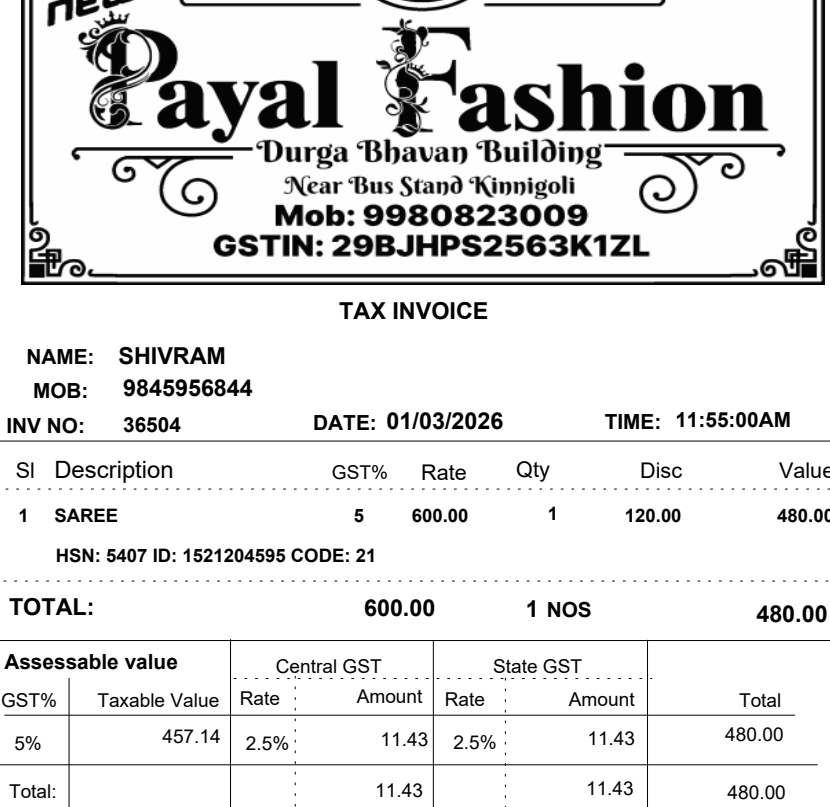 new
Payal Fashion
Durga Bhavan Building
Near Bus Stand Kinnigoli
Mob: 9980823009
GSTIN: 29BJHPS2563K1ZL
TAX INVOICE
NAME: SHIVRAM
MOB: 9845956844
INV NO: 36504 DATE: 01/03/2026 TIME: 11:55:00AM
Sl Description GST% Rate Qty Disc Value
1 SAREE 5 600.00 1 120.00 480.00
HSN: 5407 ID: 1521204595 CODE: 21
TOTAL: 600.00 1 NOS 480.00
Assessable value Central GST State GST
GST% Taxable Value Rate Amount Rate Amount Total
5% 457.14 2.5% 11.43 2.5% 11.43 480.00
Total: 11.43 11.43 480.00